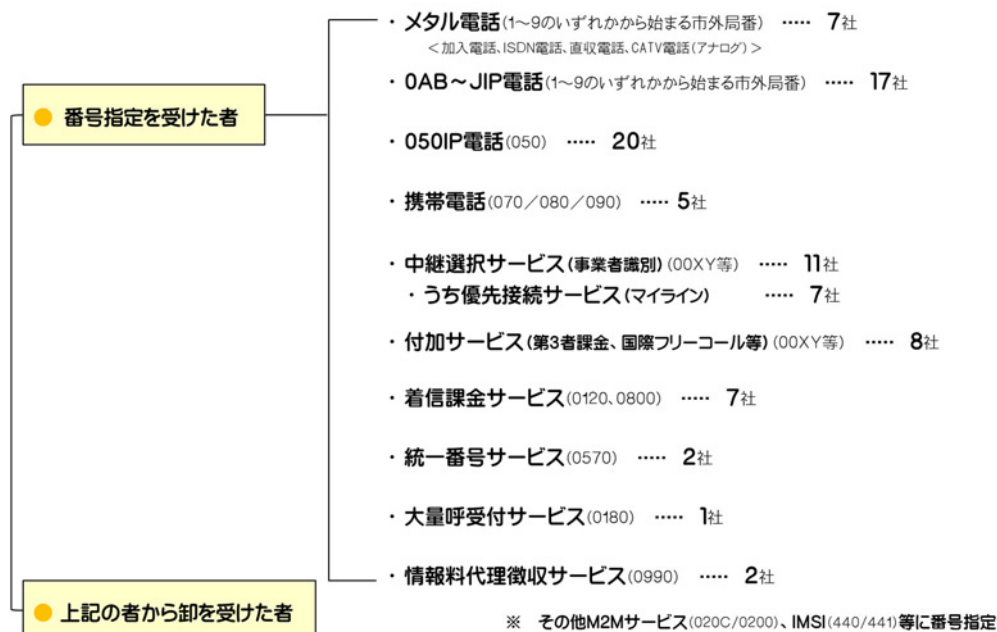 ・メタル電話(1〜9のいずれかから始まる市外局番) ····· 7社
<加入電話、ISDN電話、直収電話、CATV電話(アナログ)>
・0AB〜JIP電話(1〜9のいずれかから始まる市外局番) ····· 17社
● 番号指定を受けた者
・050IP電話(050) ····· 20社
・携帯電話(070/080/090) ····· 5社
・中継選択サービス(事業者識別)(00XY等) ····· 11社
・うち優先接続サービス(マイライン) ····· 7社
・付加サービス(第3者課金、国際フリーコール等)(00XY等) ····· 8社
・着信課金サービス(0120、0800) ····· 7社
・統一番号サービス(0570) ····· 2社
・大量呼受付サービス(0180) ····· 1社
・情報料代理徴収サービス(0990) ····· 2社
● 上記の者から卸を受けた者
※ その他M2Mサービス(020C/0200)、IMSI(440/441)等に番号指定